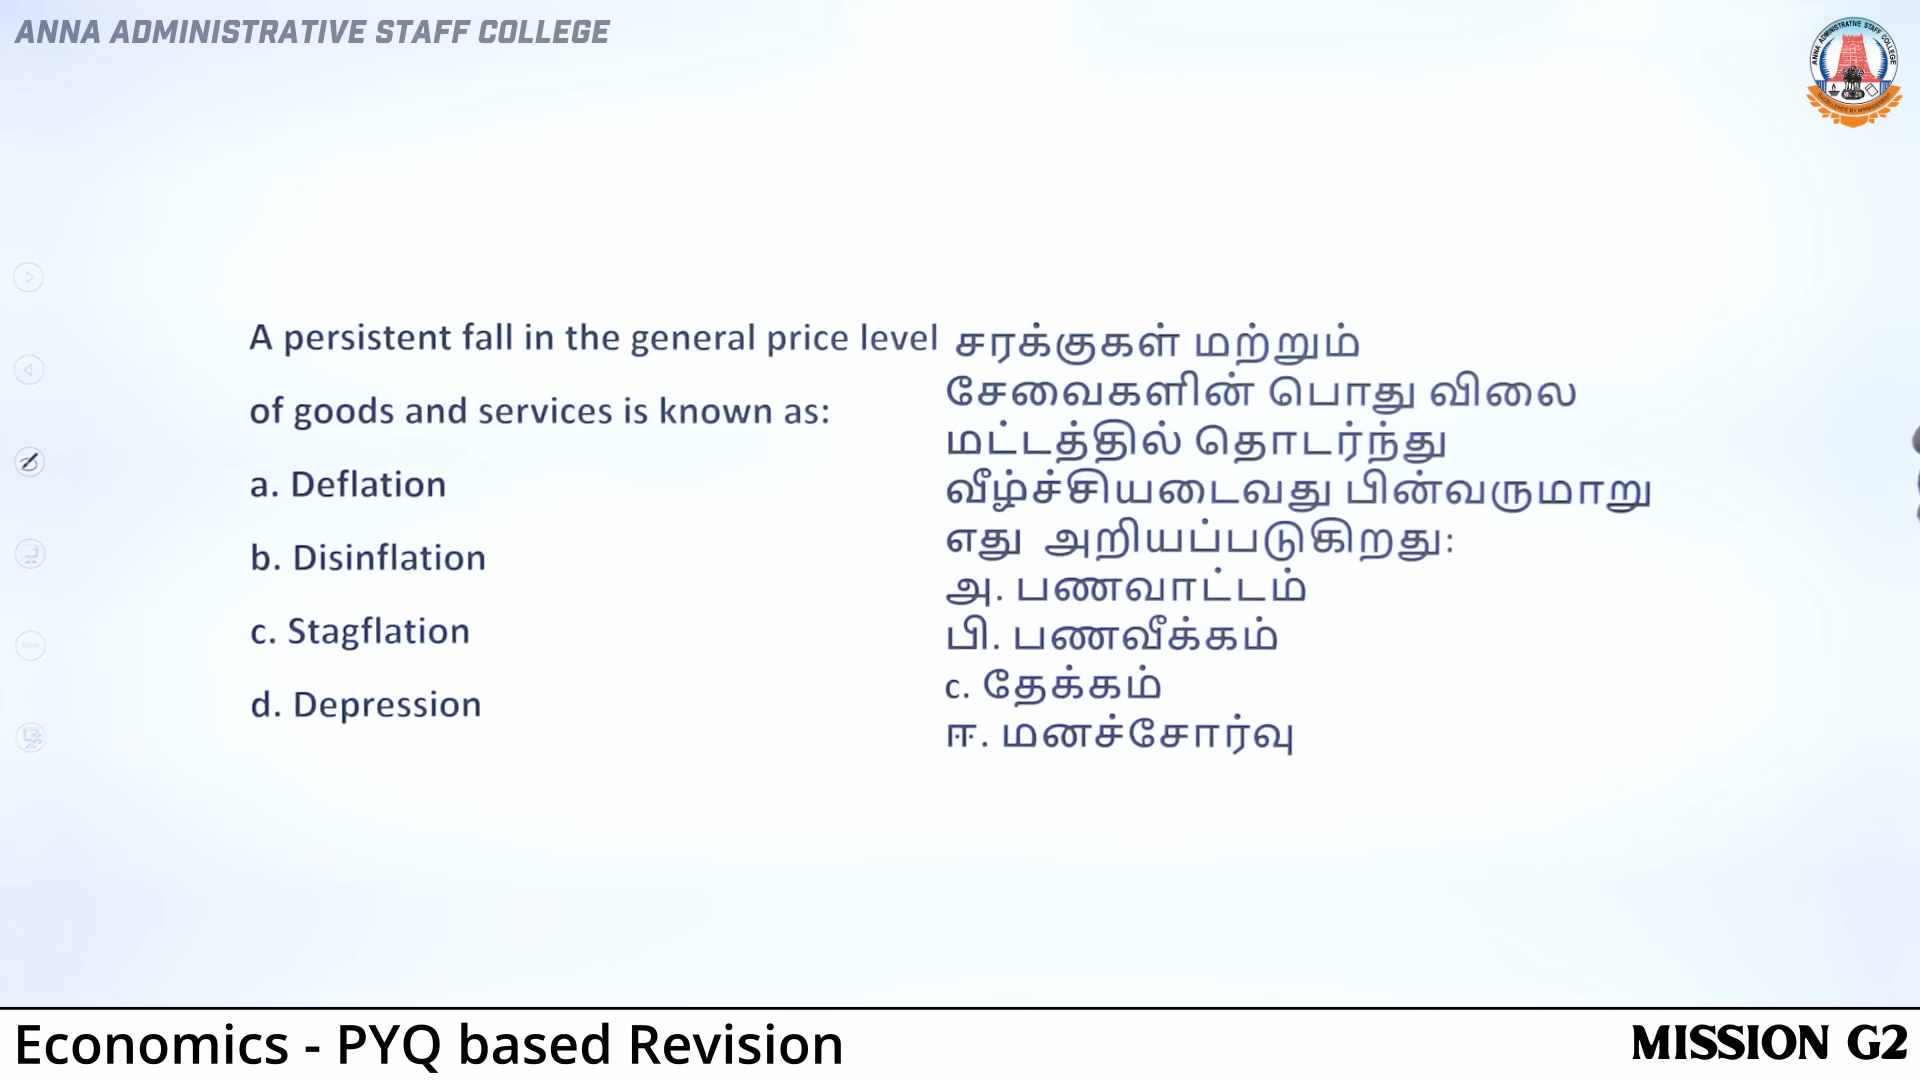 ANNA ADMINISTRATIVE STAFF COLLEGE
A persistent fall in the general price level
of goods and services is known as:
a. Deflation
b. Disinflation
c. Stagflation
d. Depression
சரக்குகள் மற்றும்
சேவைகளின் பொது விலை
மட்டத்தில் தொடர்ந்து
வீழ்ச்சியடைவது பின்வருமாறு
எது அறியப்படுகிறது:
அ. பணவாட்டம்
பி. பணவீக்கம்
c. தேக்கம்
ஈ. மனச்சோர்வு
Economics - PYQ based Revision
MISSION G2